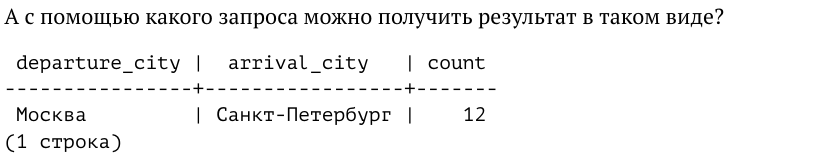 А с помощью какого запроса можно получить результат в таком виде?
departure_city | arrival_city | count
----------------+-----------------+-------
Москва | Санкт-Петербург | 12
(1 строка)